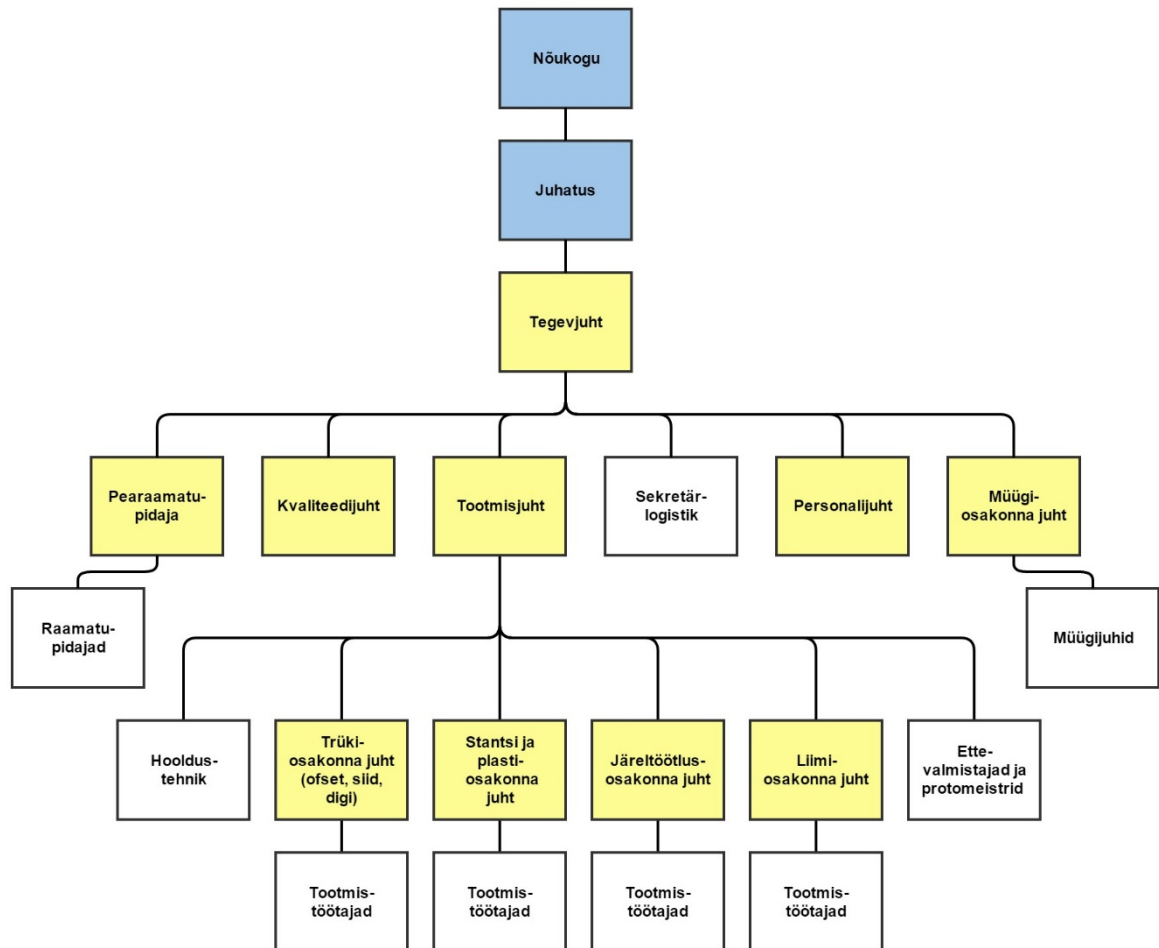 Nõukogu
Juhatus
Tegevjuht
Pearaamatu-
pidaja
Kvaliteedijuht
Tootmisjuht
Sekretär-
logistik
Personalijuht
Müügi-
osakonna juht
Raamatu-
pidajad
Müügijuhid
Hooldus-
tehnik
Trüki-
osakonna juht
(ofset, siid,
digi)
Stantsi ja
plasti-
osakonna
juht
Järeltöötlus-
osakonna juht
Liimi-
osakonna juht
Ette-
valmistajad ja
protomeistrid
Tootmis-
töötajad
Tootmis-
töötajad
Tootmis-
töötajad
Tootmis-
töötajad